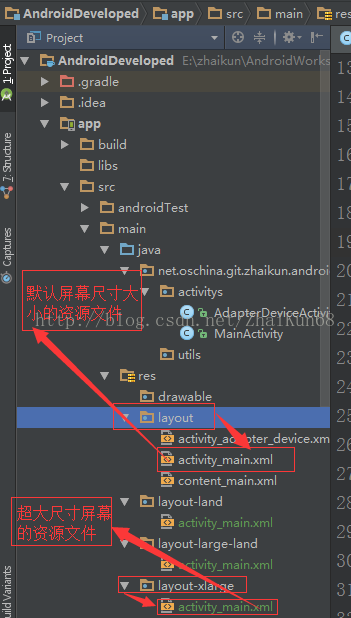 AndroidDeveloped app src main res
Project
AndroidDeveloped E:\zhaikun\AndroidWorks
.gradle
.idea
app
build
libs
src
androidTest
main
java
net.oschina.git.zhaikun.android
activitys
AdapterDeviceActivi
MainActivity
utils
res
drawable
layout
activity_adapter_device.xm
activity_main.xml
content_main.xml
layout-land
activity_main.xml
layout-large-land
activity_main.xml
layout-xlarge
activity_main.xml
默认屏幕尺寸大
小的资源文件
超大尺寸屏幕
的资源文件
http://blog.csdn.net/zhaikun68
1: Project
7: Structure
Captures
Build Variants
13
14
15
16
17
18
19
20
21
22
23
24
25
26
27
28
29
30
31